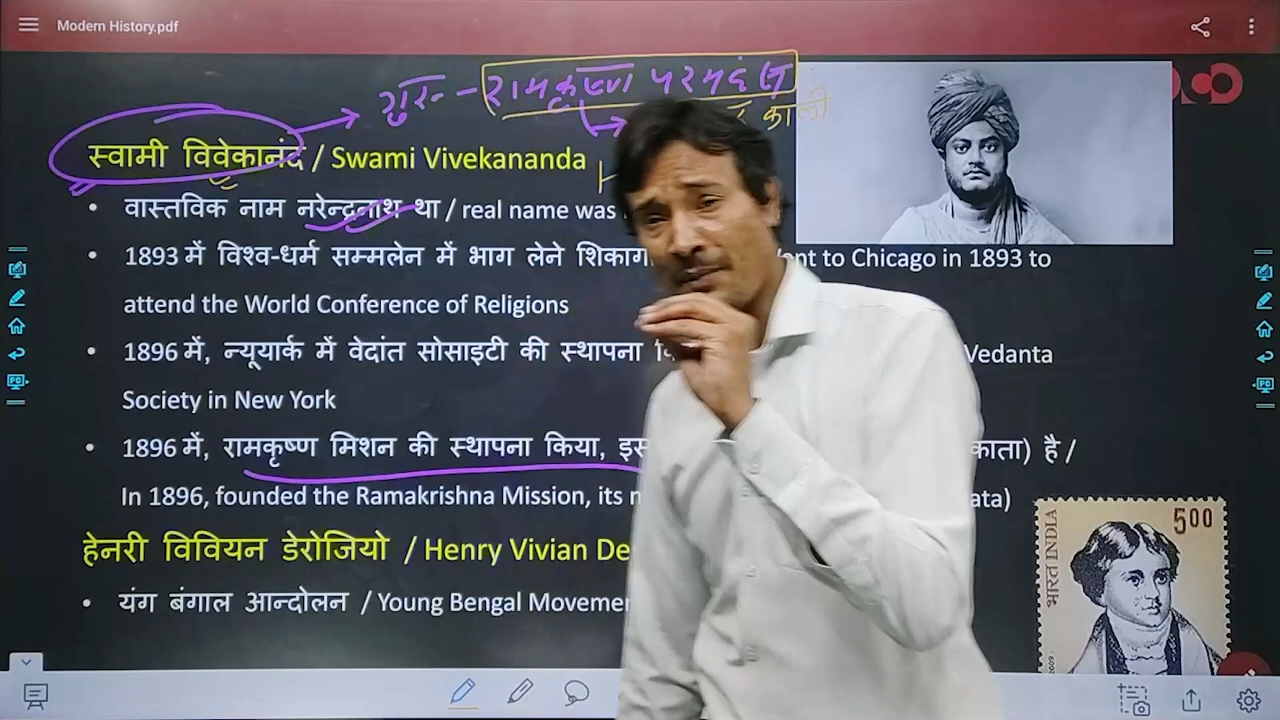 Modern History.pdf
गुरु - रामकृष्ण परमहंस
काली
स्वामी विवेकानंद / Swami Vivekananda
• वास्तविक नाम नरेन्द्रनाथ था / real name was
• 1893 में विश्व-धर्म सम्मलेन में भाग लेने शिकागो ent to Chicago in 1893 to
attend the World Conference of Religions
• 1896 में, न्यूयार्क में वेदांत सोसाइटी की स्थापना Vedanta
Society in New York
• 1896 में, रामकृष्ण मिशन की स्थापना किया, इस काता) है /
In 1896, founded the Ramakrishna Mission, its ata)
हेनरी विवियन डेरोजियो / Henry Vivian De
• यंग बंगाल आन्दोलन / Young Bengal Movemen
भारत INDIA
500
2009